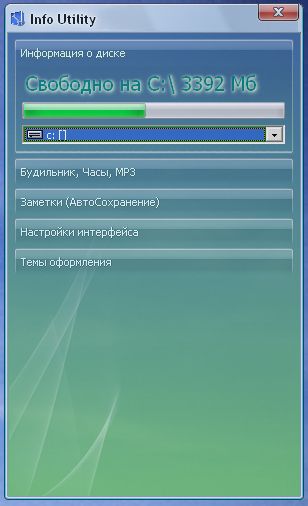 Info Utility
Информация о диске
Свободно на C:\ 3392 Мб
c: []
Будильник, Часы, MP3
Заметки (АвтоСохранение)
Настройки интерфейса
Темы оформления